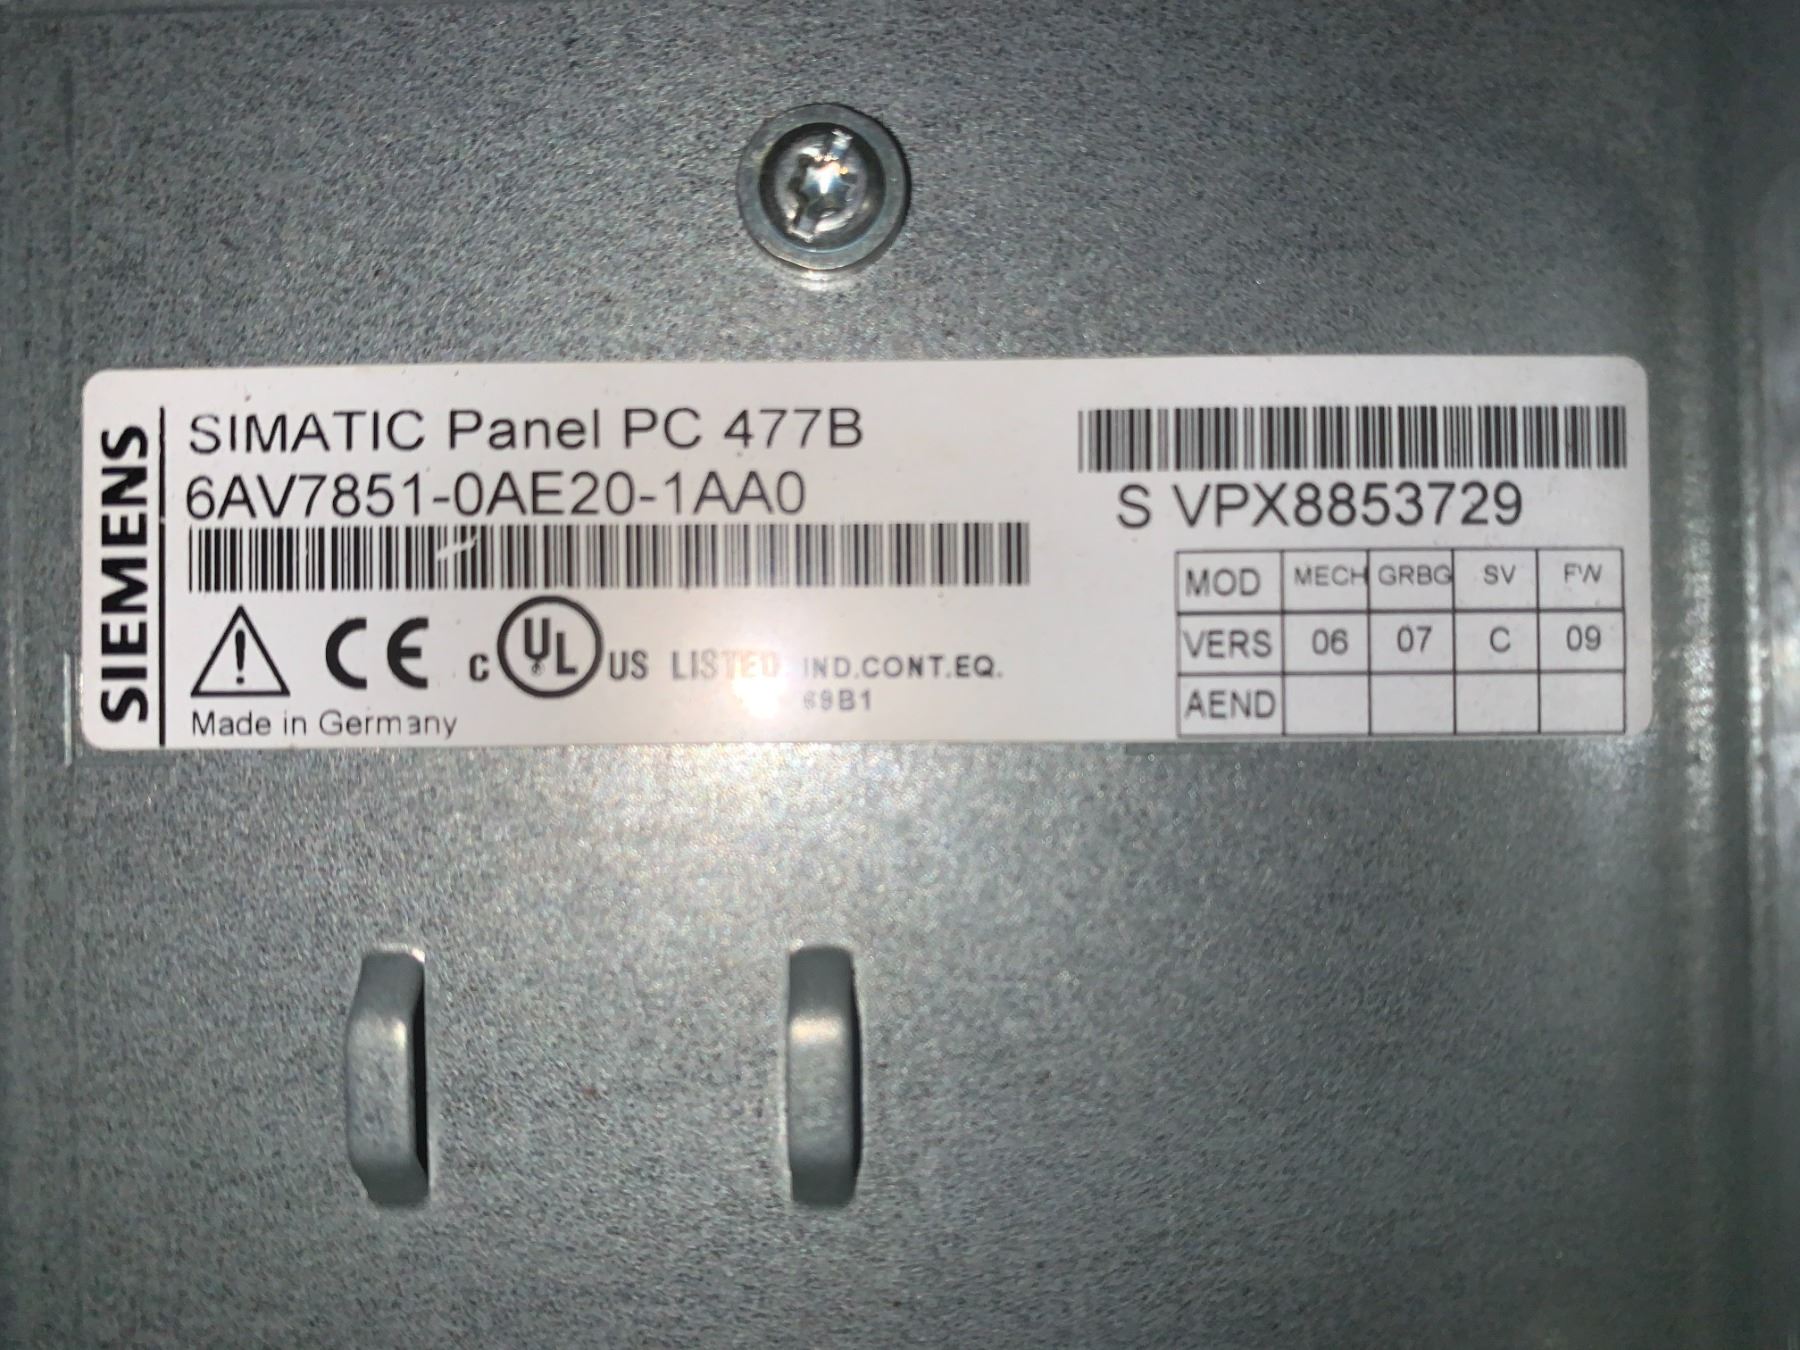 SIEMENS
SIMATIC Panel PC 477B
6AV7851-0AE20-1AA0
S VPX8853729
MOD MECH GRBG SV FW
VERS 06 07 C 09
AEND
CE C UL US LISTED IND.CONT.EQ.
69B1
Made in Germany